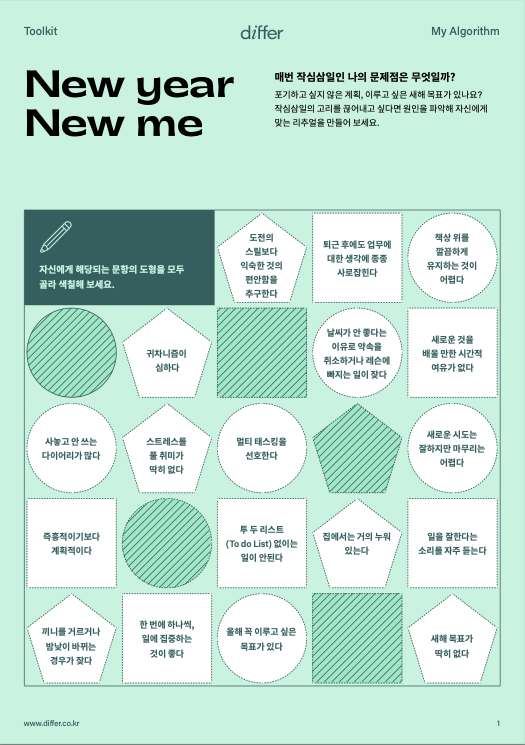 Toolkit
differ
My Algorithm
New year
New me
매번 작심삼일인 나의 문제점은 무엇일까?
포기하고 싶지 않은 계획, 이루고 싶은 새해 목표가 있나요?
작심삼일의 고리를 끊어내고 싶다면 원인을 파악해 자신에게
맞는 리추얼을 만들어 보세요.
자신에게 해당되는 문항의 도형을 모두
골라 색칠해 보세요.
도전의
스릴보다
익숙한 것의
편안함을
추구한다
퇴근 후에도 업무에
대한 생각에 종종
사로잡힌다
책상 위를
깔끔하게
유지하는 것이
어렵다
귀차니즘이
심하다
날씨가 안 좋다는
이유로 약속을
취소하거나 레슨에
빠지는 일이 잦다
새로운 것을
배울 만한 시간적
여유가 없다
사놓고 안 쓰는
다이어리가 많다
스트레스를
풀 취미가
딱히 없다
멀티 태스킹을
선호한다
새로운 시도는
잘하지만 마무리는
어렵다
즉흥적이기보다
계획적이다
투 두 리스트
(To do List) 없이는
일이 안된다
집에서는 거의 누워
있는다
일을 잘한다는
소리를 자주 듣는다
끼니를 거르거나
밤낮이 바뀌는
경우가 잦다
한 번에 하나씩,
일에 집중하는
것이 좋다
올해 꼭 이루고 싶은
목표가 있다
새해 목표가
딱히 없다
www.differ.co.kr
1